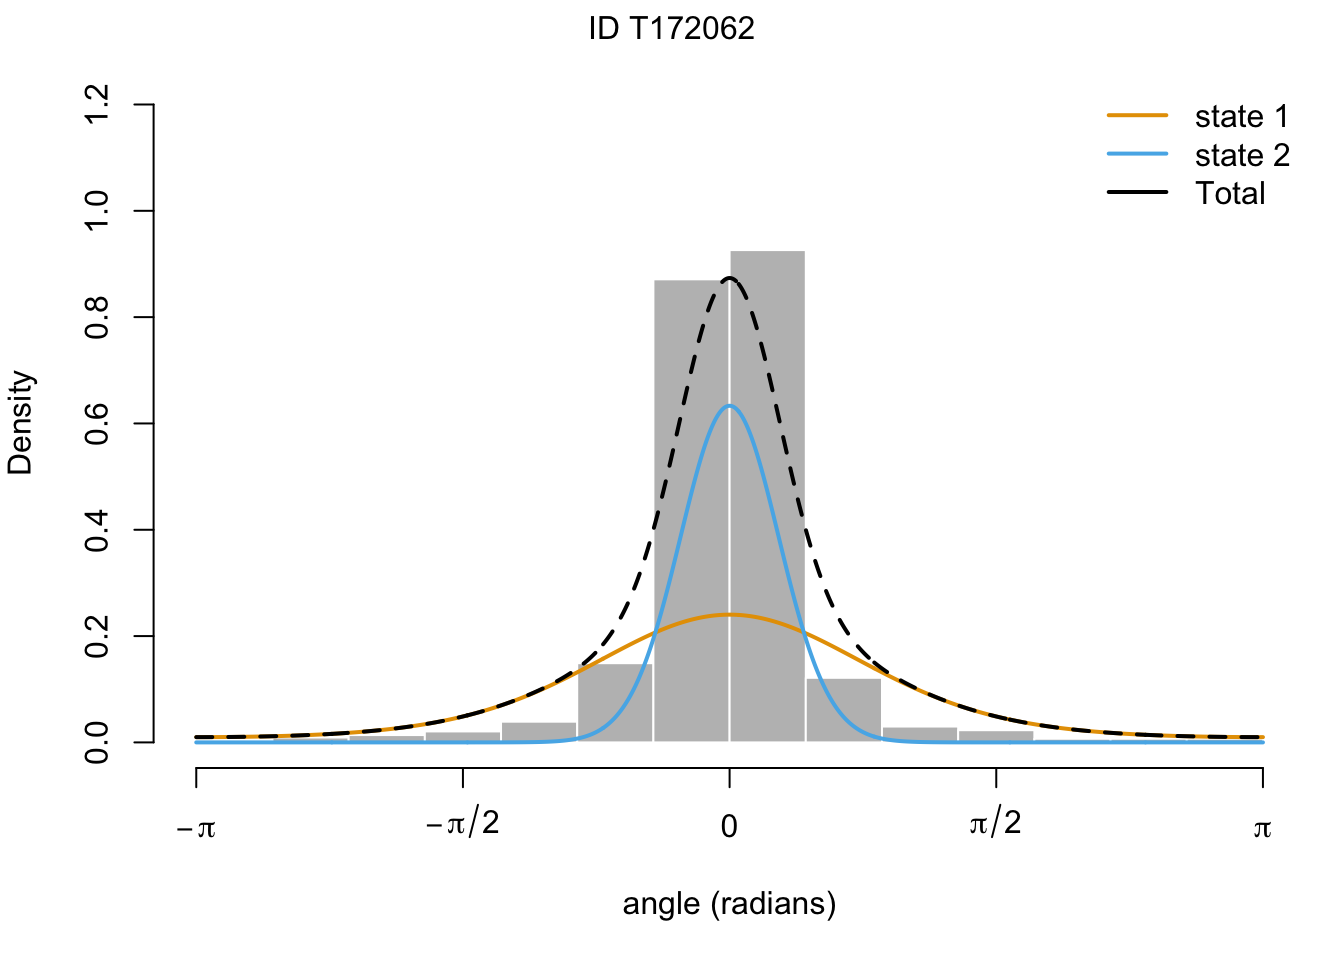 ID T172062
state 1
state 2
Total
Density
1.2
1.0
0.8
0.6
0.4
0.2
0.0
−π
−π/2
0
π/2
π
angle (radians)